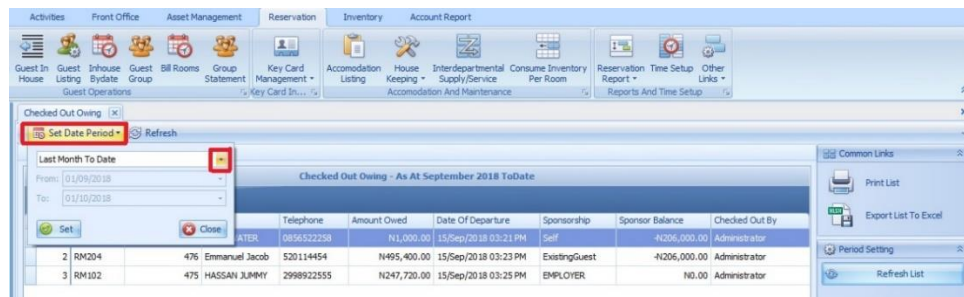 Activities Front Office Asset Management Reservation Inventory Account Report
Guest In House Guest Listing Inhouse Bydate Guest Group Bill Rooms Group Statement Key Card Management Accomodation Listing House Keeping Interdepartmental Supply/Service Consume Inventory Per Room Reservation Report Time Setup Other Links
Guest Operations Key Card In... Accomodation And Maintenance Reports And Time Setup
Checked Out Owing
Set Date Period Refresh
Last Month To Date
From: 01/09/2018
To: 01/10/2018
Set Close
Checked Out Owing - As At September 2018 ToDate
Telephone Amount Owed Date Of Departure Sponsorship Sponsor Balance Checked Out By
ATER 0856522258 N1,000.00 15/Sep/2018 03:21 PM Self -N206,000.00 Administrator
2 RM204 476 Emmanuel Jacob 520114454 N495,400.00 15/Sep/2018 03:23 PM ExistingGuest -N206,000.00 Administrator
3 RM102 475 HASSAN JUMMY 2998922555 N247,720.00 15/Sep/2018 03:25 PM EMPLOYER N0.00 Administrator
Common Links
Print List
Export List To Excel
Period Setting
Refresh List